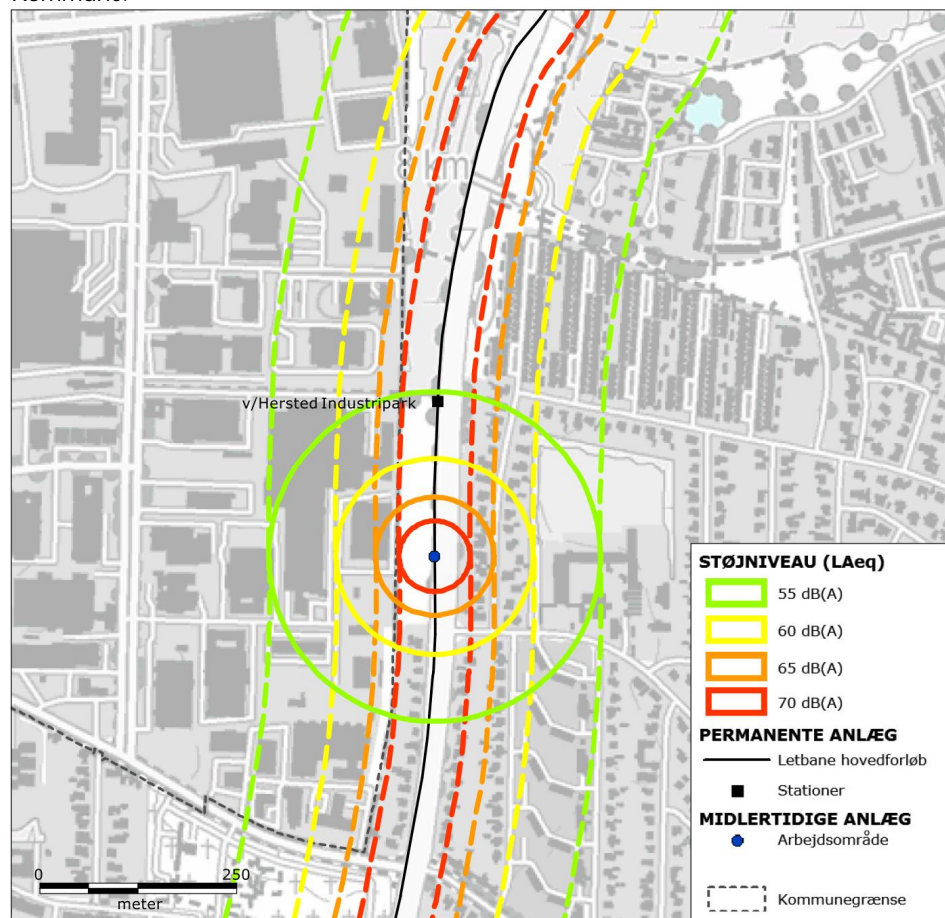 v/Hersted Industripark
STØJNIVEAU (LAeq)
55 dB(A)
60 dB(A)
65 dB(A)
70 dB(A)
PERMANENTE ANLÆG
Letbane hovedforløb
Stationer
MIDLERTIDIGE ANLÆG
Arbejdsområde
Kommunegrænse
0 250
meter